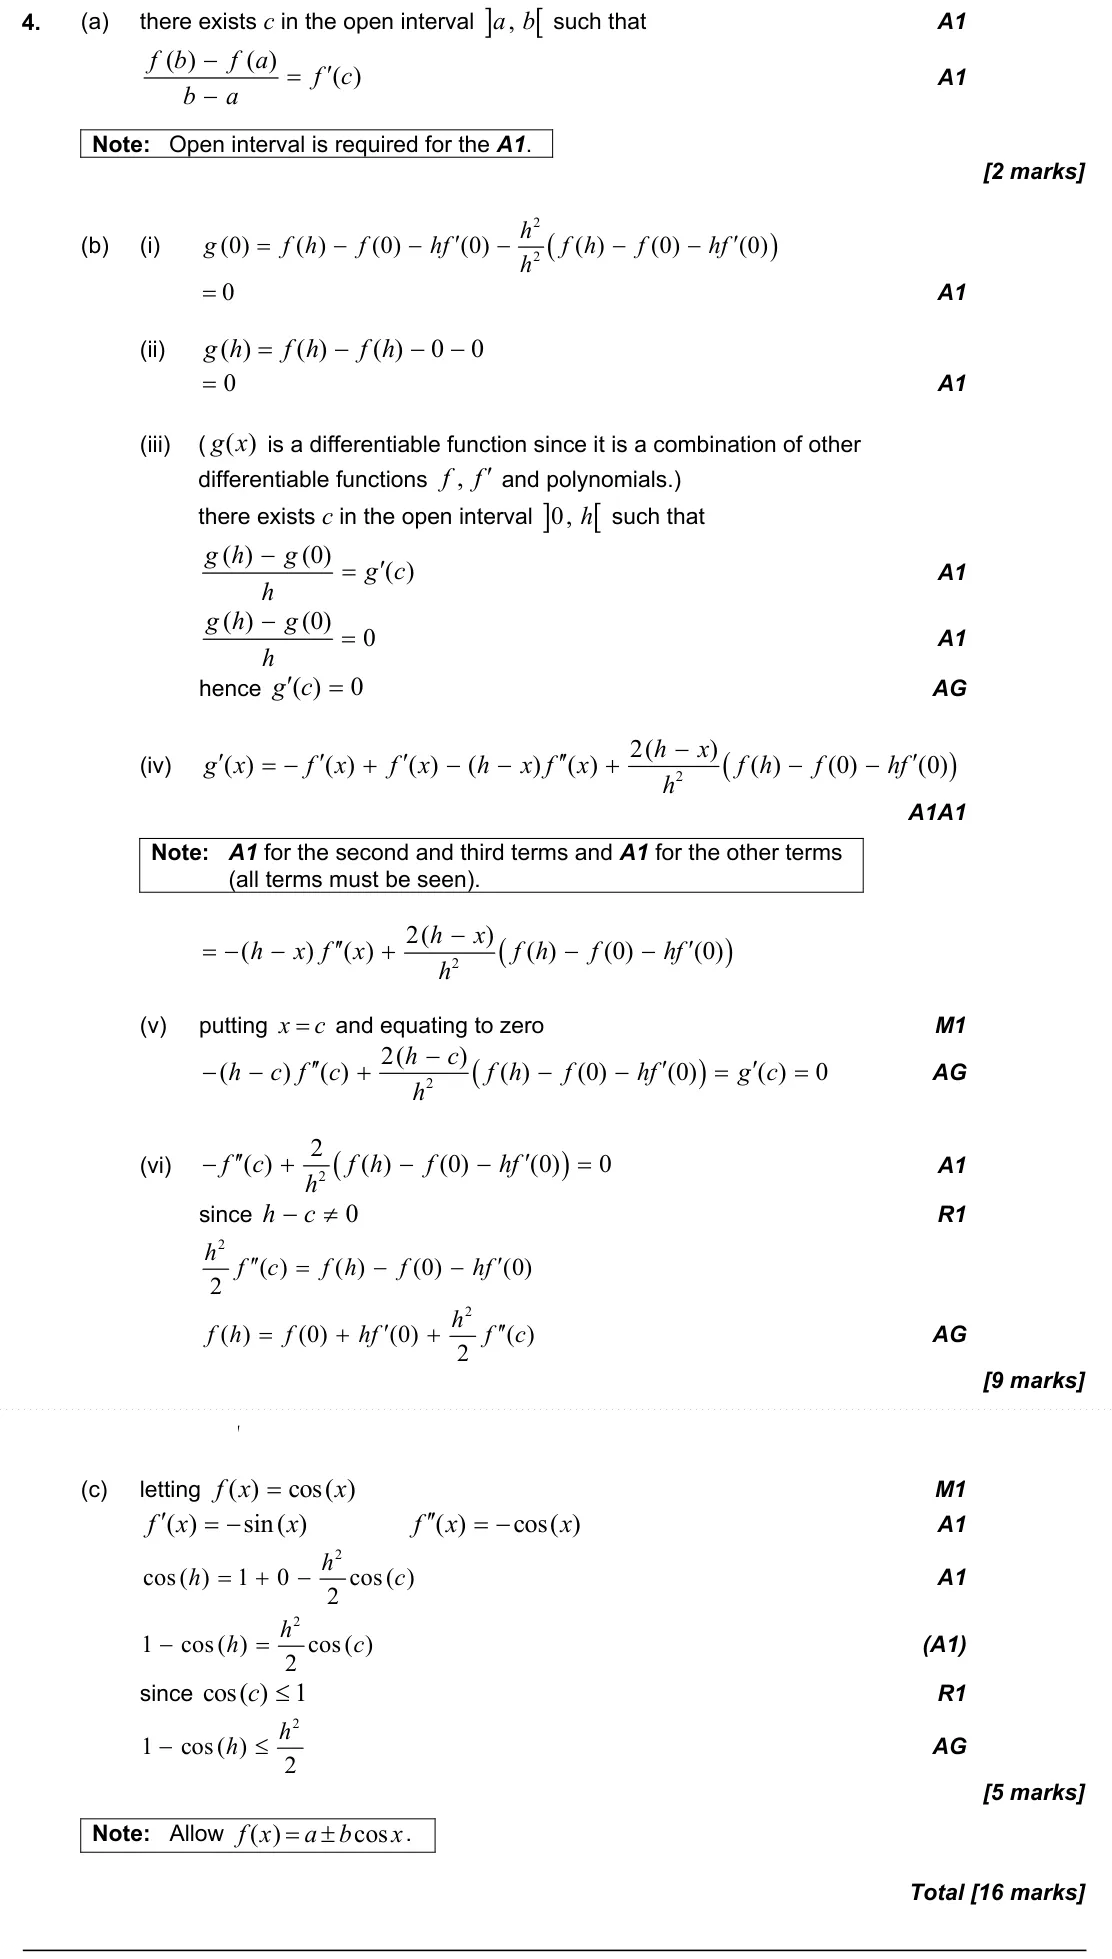 4. (a) there exists c in the open interval ]a, b[ such that A1
(f(b) − f(a))/(b − a) = f′(c) A1
Note: Open interval is required for the A1.
[2 marks]
(b) (i) g(0) = f(h) − f(0) − hf′(0) − h²/h² (f(h) − f(0) − hf′(0))
= 0 A1
(ii) g(h) = f(h) − f(h) − 0 − 0
= 0 A1
(iii) (g(x) is a differentiable function since it is a combination of other
differentiable functions f, f′ and polynomials.)
there exists c in the open interval ]0, h[ such that
(g(h) − g(0))/h = g′(c) A1
(g(h) − g(0))/h = 0 A1
hence g′(c) = 0 AG
(iv) g′(x) = −f′(x) + f′(x) − (h − x)f″(x) + 2(h − x)/h² (f(h) − f(0) − hf′(0))
A1A1
Note: A1 for the second and third terms and A1 for the other terms
(all terms must be seen).
= −(h − x)f″(x) + 2(h − x)/h² (f(h) − f(0) − hf′(0))
(v) putting x = c and equating to zero M1
−(h − c)f″(c) + 2(h − c)/h² (f(h) − f(0) − hf′(0)) = g′(c) = 0 AG
(vi) −f″(c) + 2/h² (f(h) − f(0) − hf′(0)) = 0 A1
since h − c ≠ 0 R1
h²/2 f″(c) = f(h) − f(0) − hf′(0)
f(h) = f(0) + hf′(0) + h²/2 f″(c) AG
[9 marks]
(c) letting f(x) = cos(x) M1
f′(x) = −sin(x) f″(x) = −cos(x) A1
cos(h) = 1 + 0 − h²/2 cos(c) A1
1 − cos(h) = h²/2 cos(c) (A1)
since cos(c) ≤ 1 R1
1 − cos(h) ≤ h²/2 AG
[5 marks]
Note: Allow f(x) = a ± b cos x.
Total [16 marks]